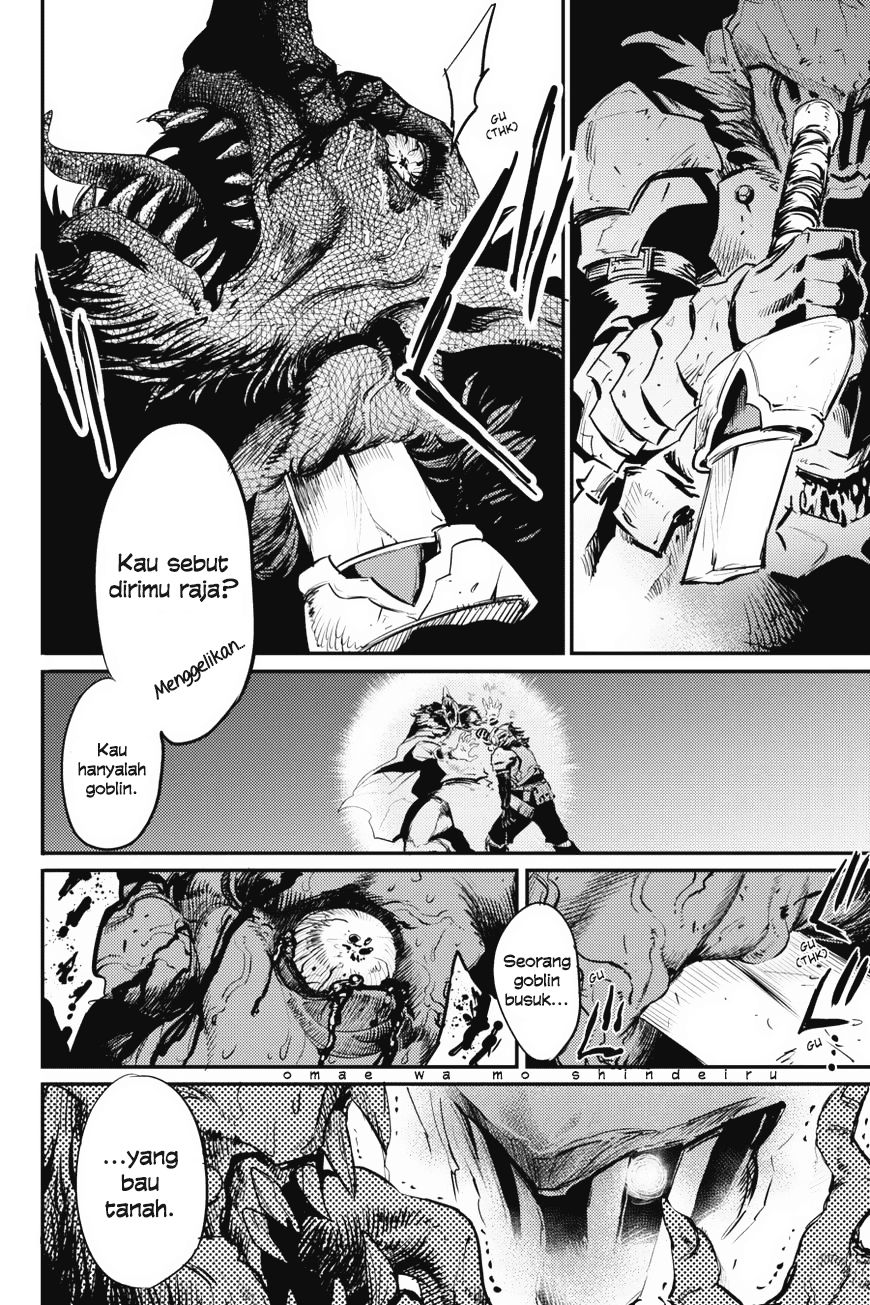 GU
(THK)
Kau sebut
dirimu raja?
Menggelikan..
Kau
hanyalah
goblin.
GU
(THK)
GU
GU
Seorang
goblin
busuk...
omae wa mo shindeiru
...yang
bau
tanah.